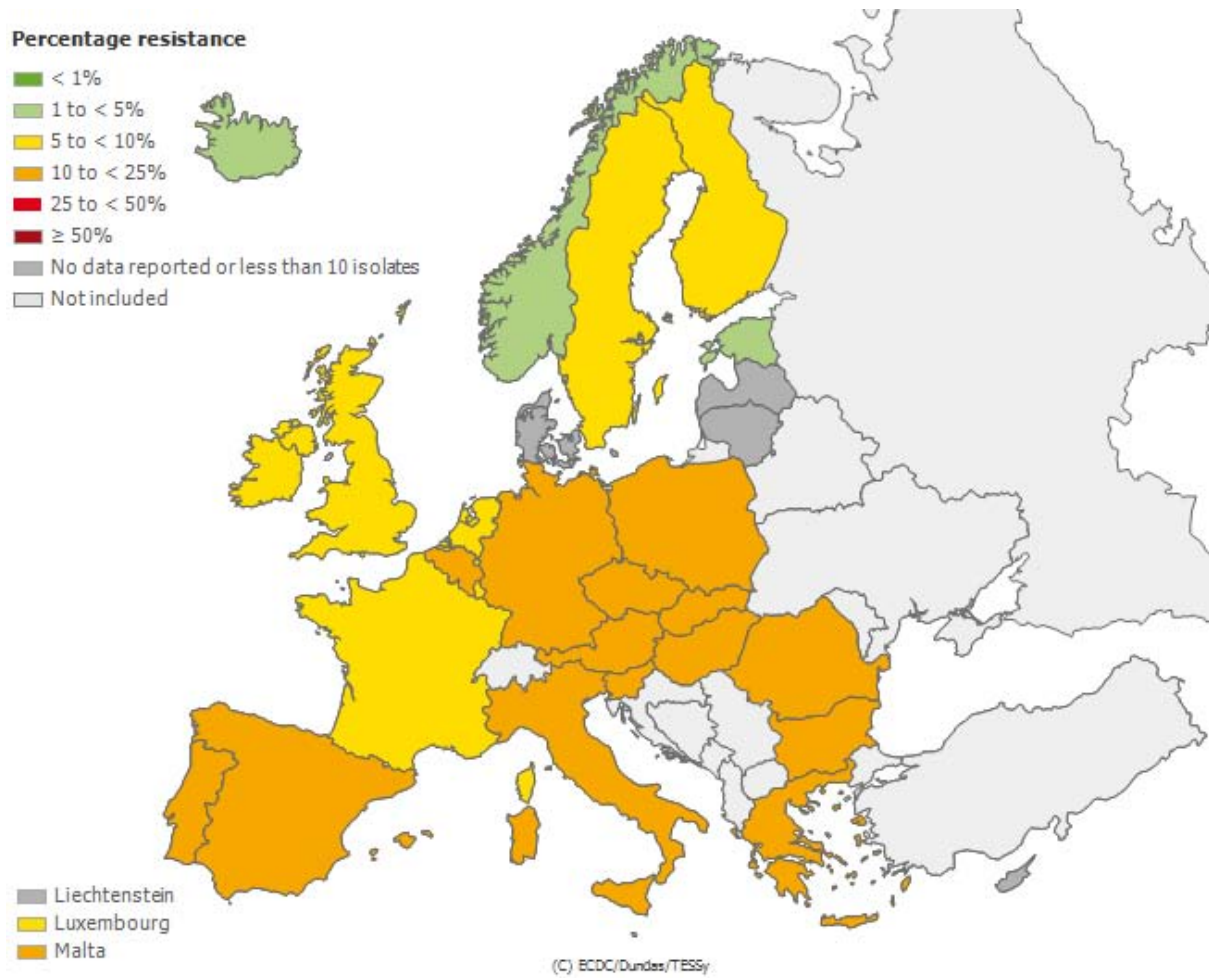 Percentage resistance
< 1%
1 to < 5%
5 to < 10%
10 to < 25%
25 to < 50%
≥ 50%
No data reported or less than 10 isolates
Not included
Liechtenstein
Luxembourg
Malta
(C) ECDC/Dundas/TESSy